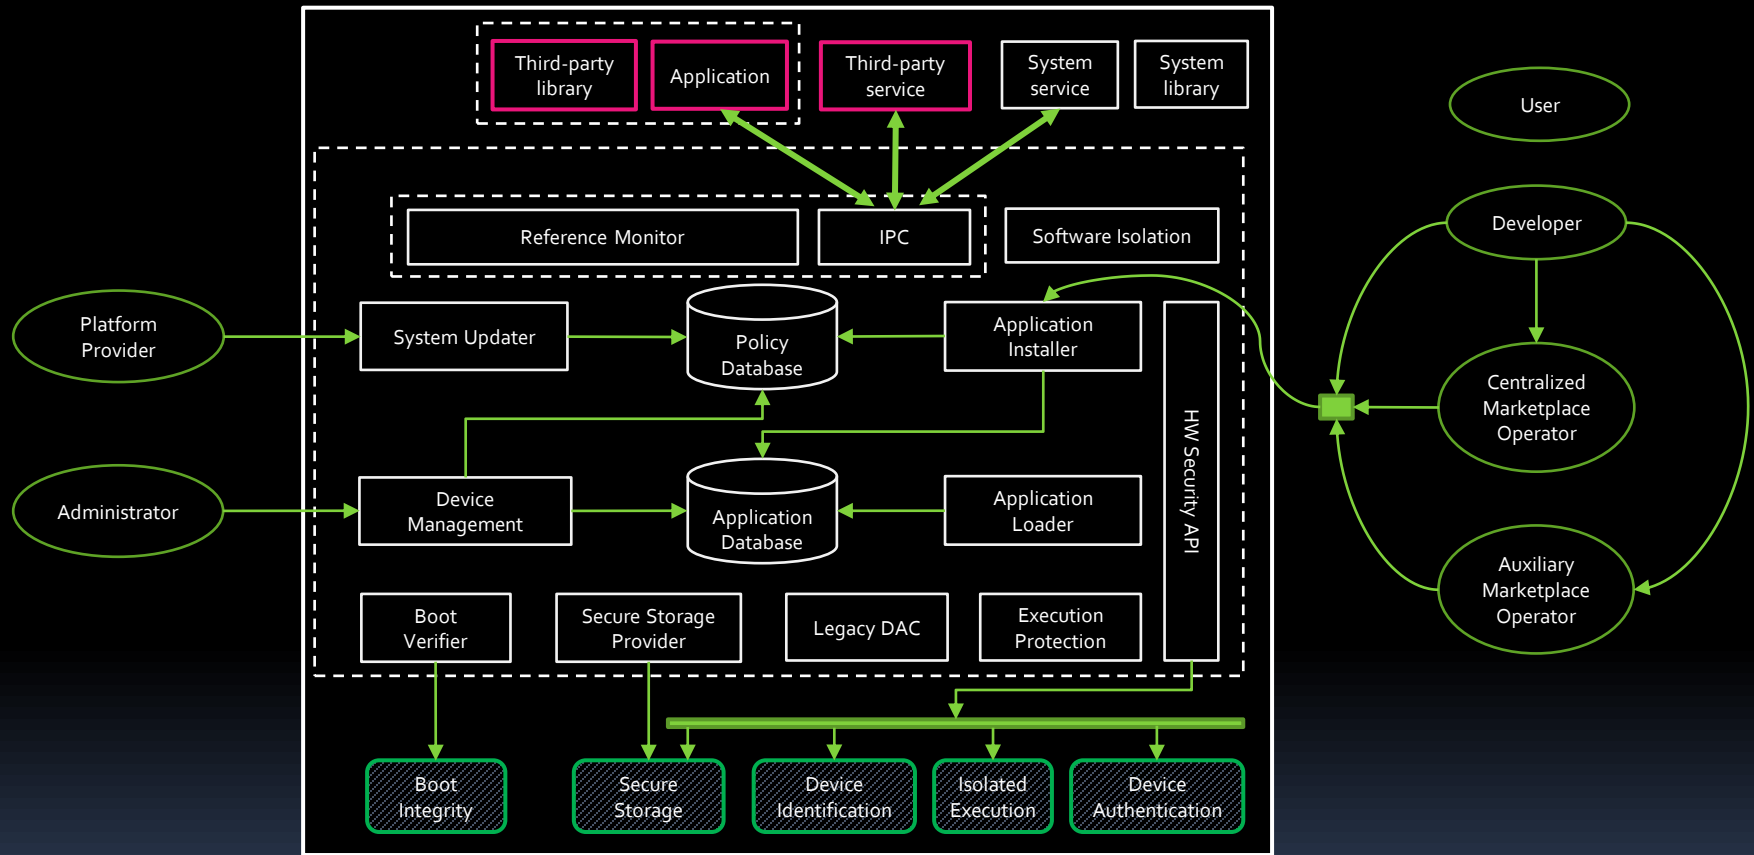 Third-party
library
Application
Third-party
service
System
service
System
library
User
Reference Monitor
IPC
Software Isolation
Developer
Platform
Provider
System Updater
Policy
Database
Application
Installer
Centralized
Marketplace
Operator
HW Security API
Administrator
Device
Management
Application
Database
Application
Loader
Auxiliary
Marketplace
Operator
Boot
Verifier
Secure Storage
Provider
Legacy DAC
Execution
Protection
Boot
Integrity
Secure
Storage
Device
Identification
Isolated
Execution
Device
Authentication